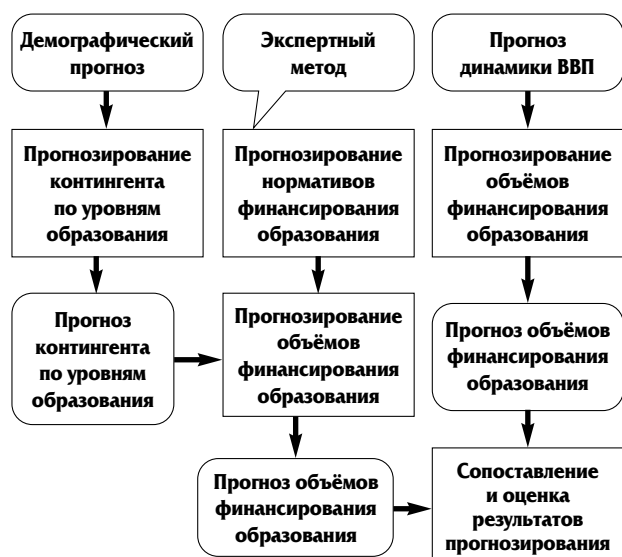 Демографический
прогноз
Экспертный
метод
Прогноз
динамики ВВП
Прогнозирование
контингента
по уровням
образования
Прогнозирование
нормативов
финансирования
образования
Прогнозирование
объёмов
финансирования
образования
Прогноз
контингента
по уровням
образования
Прогнозирование
объёмов
финансирования
образования
Прогноз объёмов
финансирования
образования
Прогноз объёмов
финансирования
образования
Сопоставление
и оценка
результатов
прогнозирования